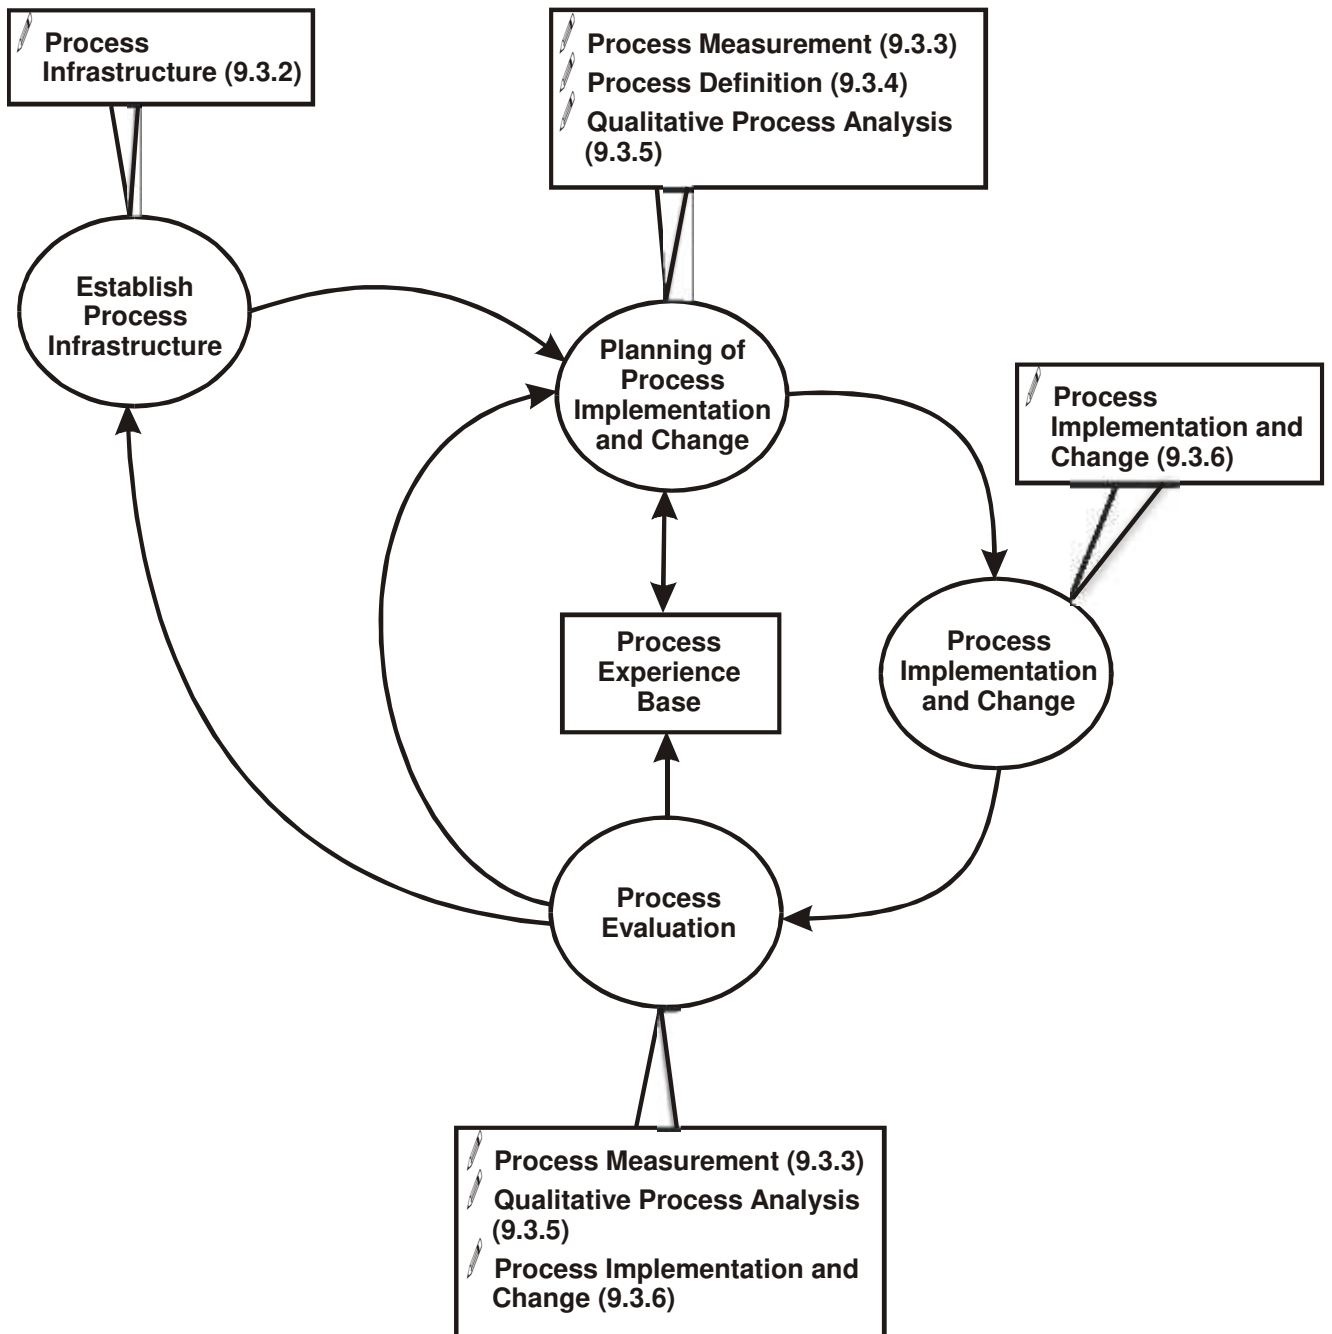 Process
Infrastructure (9.3.2)
Process Measurement (9.3.3)
Process Definition (9.3.4)
Qualitative Process Analysis
(9.3.5)
Establish
Process
Infrastructure
Planning of
Process
Implementation
and Change
Process
Implementation and
Change (9.3.6)
Process
Experience
Base
Process
Implementation
and Change
Process
Evaluation
Process Measurement (9.3.3)
Qualitative Process Analysis
(9.3.5)
Process Implementation and
Change (9.3.6)